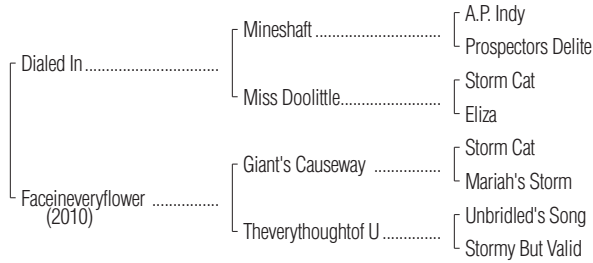 A.P. Indy
Mineshaft
Prospectors Delite
Dialed In
Storm Cat
Miss Doolittle
Eliza
Storm Cat
Giant's Causeway
Mariah's Storm
Faceineveryflower
(2010)
Unbridled's Song
Theverythoughtof U
Stormy But Valid